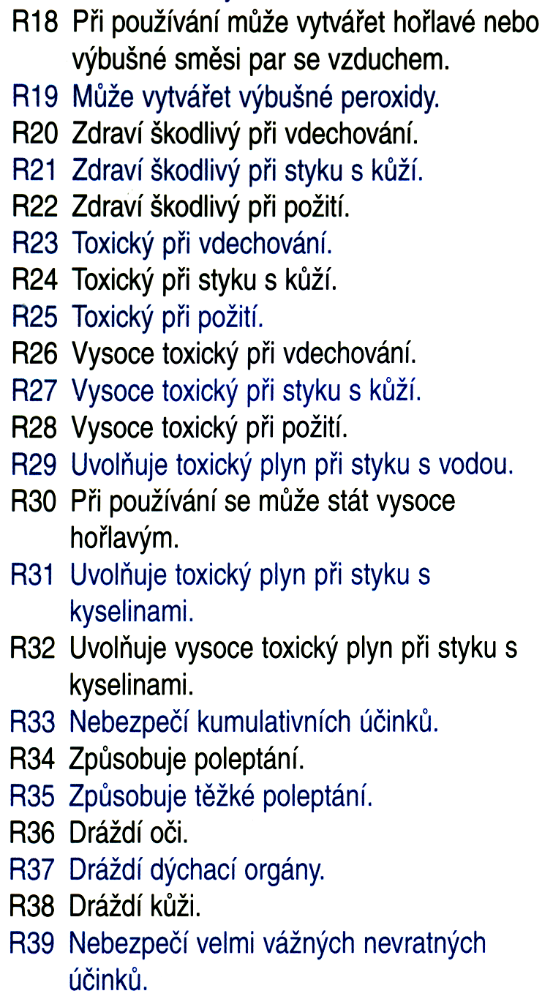 R18 Při používání může vytvářet hořlavé nebo
výbušné směsi par se vzduchem.
R19 Může vytvářet výbušné peroxidy.
R20 Zdraví škodlivý při vdechování.
R21 Zdraví škodlivý při styku s kůží.
R22 Zdraví škodlivý při požití.
R23 Toxický při vdechování.
R24 Toxický při styku s kůží.
R25 Toxický při požití.
R26 Vysoce toxický při vdechování.
R27 Vysoce toxický při styku s kůží.
R28 Vysoce toxický při požití.
R29 Uvolňuje toxický plyn při styku s vodou.
R30 Při používání se může stát vysoce
hořlavým.
R31 Uvolňuje toxický plyn při styku s
kyselinami.
R32 Uvolňuje vysoce toxický plyn při styku s
kyselinami.
R33 Nebezpečí kumulativních účinků.
R34 Způsobuje poleptání.
R35 Způsobuje těžké poleptání.
R36 Dráždí oči.
R37 Dráždí dýchací orgány.
R38 Dráždí kůži.
R39 Nebezpečí velmi vážných nevratných
účinků.